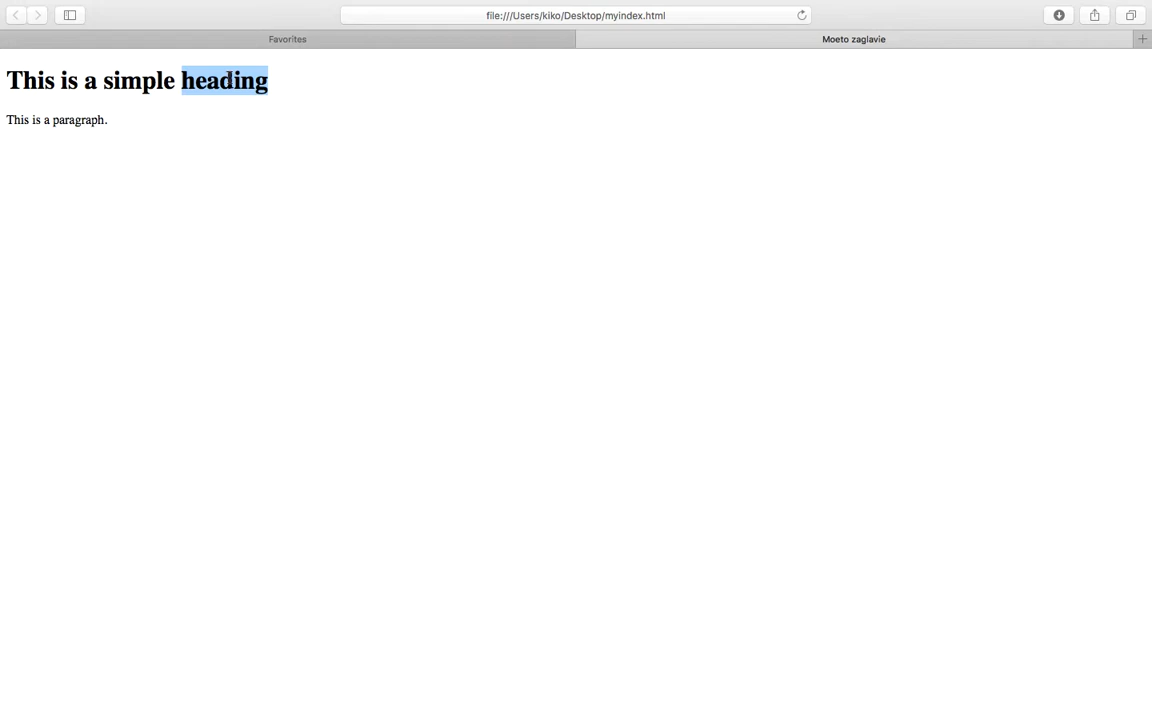 file:///Users/kiko/Desktop/myindex.html
Favorites
Moeto zaglavie
This is a simple heading
This is a paragraph.